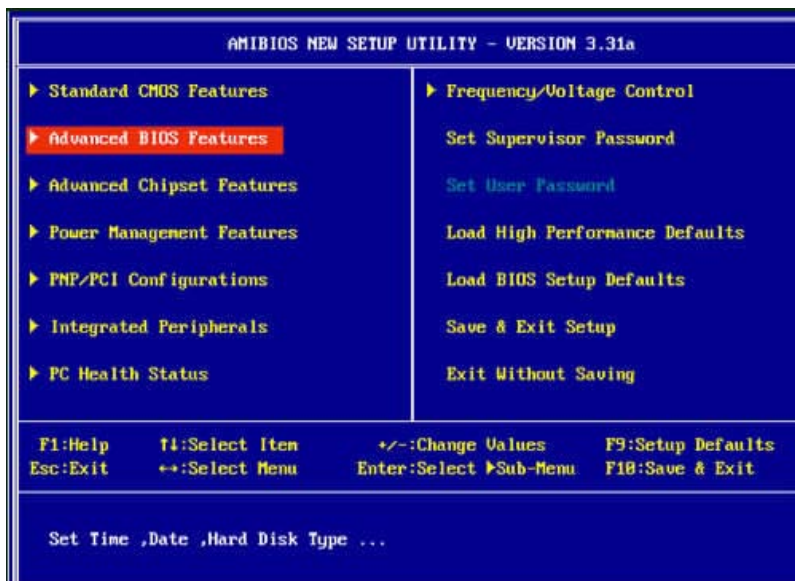 AMIBIOS NEW SETUP UTILITY - VERSION 3.31a
▶ Standard CMOS Features
▶ Advanced BIOS Features
▶ Advanced Chipset Features
▶ Power Management Features
▶ PNP/PCI Configurations
▶ Integrated Peripherals
▶ PC Health Status
▶ Frequency/Voltage Control
Set Supervisor Password
Set User Password
Load High Performance Defaults
Load BIOS Setup Defaults
Save & Exit Setup
Exit Without Saving
F1:Help ↑↓:Select Item +/-:Change Values F9:Setup Defaults
Esc:Exit ↔:Select Menu Enter:Select ▶Sub-Menu F10:Save & Exit
Set Time ,Date ,Hard Disk Type ...